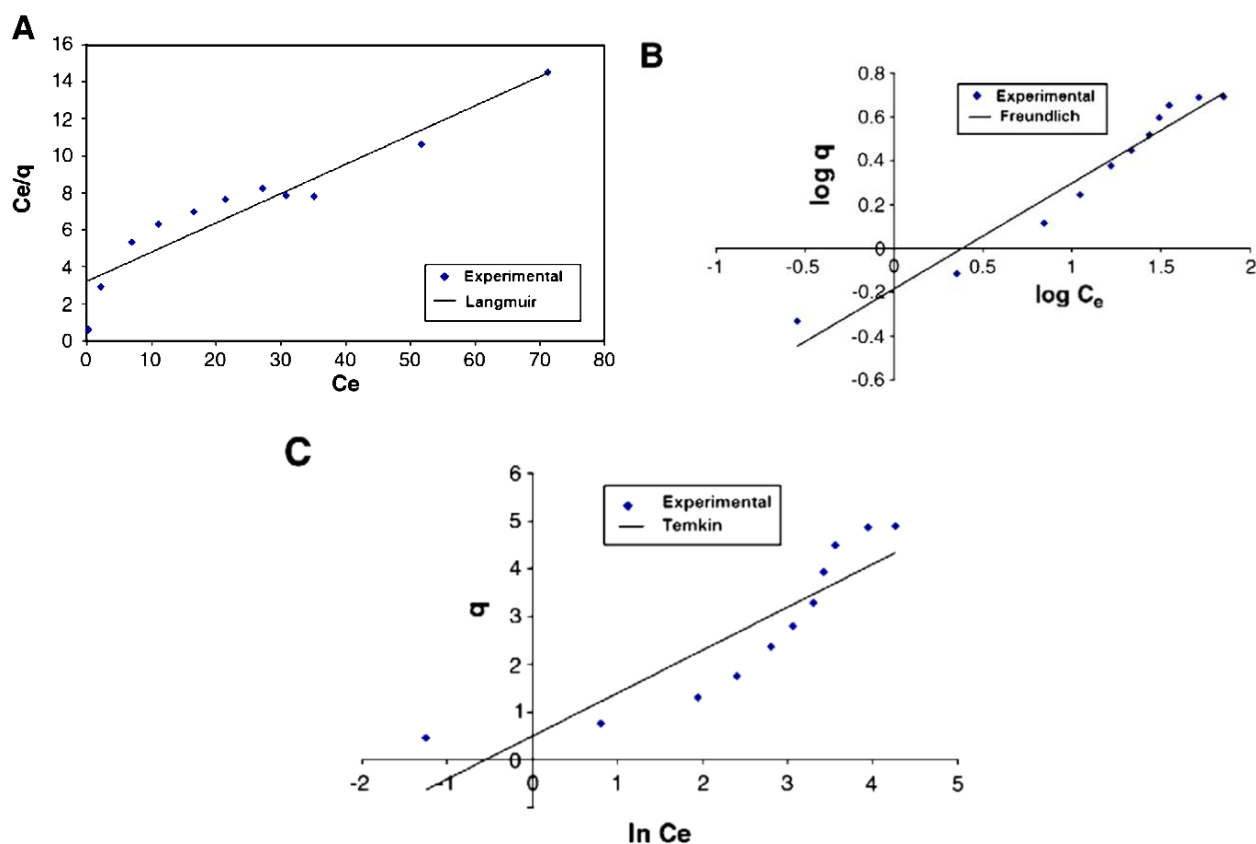 A
16
14
12
10
8
6
4
2
0
Ce/q
0 10 20 30 40 50 60 70 80
Ce
Experimental
Langmuir
B
0.8
0.6
0.4
0.2
0
-0.2
-0.4
-0.6
log q
-1 -0.5 0 0.5 1 1.5 2
log Ce
Experimental
Freundlich
C
6
5
4
3
2
1
0
q
-2 -1 0 1 2 3 4 5
ln Ce
Experimental
Temkin